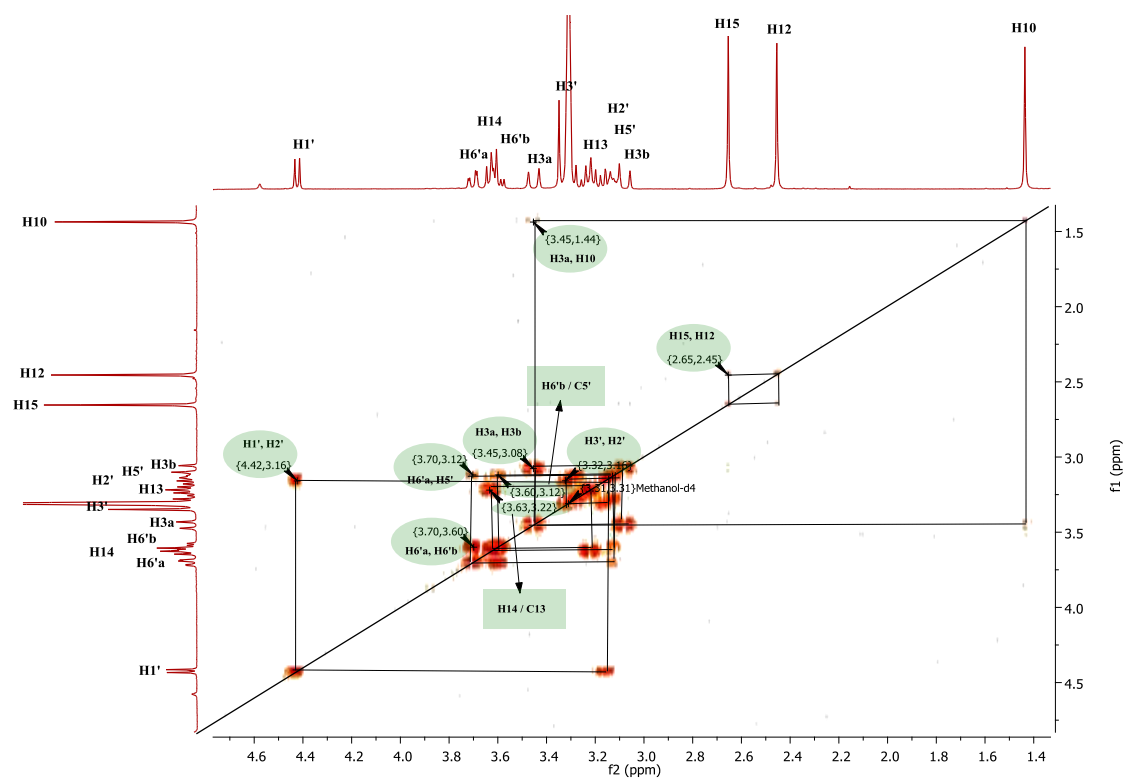 H15
H12
H10
H3'
H2'
H14
H1'
H6'b
H5'
H13
H6'a
H3a
H3b
H10
H12
H15
H3b
H5'
H2'
H13
H3'
H3a
H6'b
H14
H6'a
H1'
{3.45,1.44}
H3a, H10
H15, H12
{2.65,2.45}
H6'b / C5'
H1', H2'
{4.42,3.16}
H3a, H3b
{3.45,3.08}
H3', H2'
{3.32,3.16}
{3.70,3.12}
H6'a, H5'
{3.60,3.12}
{3.31,3.31}Methanol-d4
{3.63,3.22}
{3.70,3.60}
H6'a, H6'b
H14 / C13
1.5
2.0
2.5
3.0
3.5
4.0
4.5
f1 (ppm)
4.6 4.4 4.2 4.0 3.8 3.6 3.4 3.2 3.0 2.8 2.6 2.4 2.2 2.0 1.8 1.6 1.4
f2 (ppm)